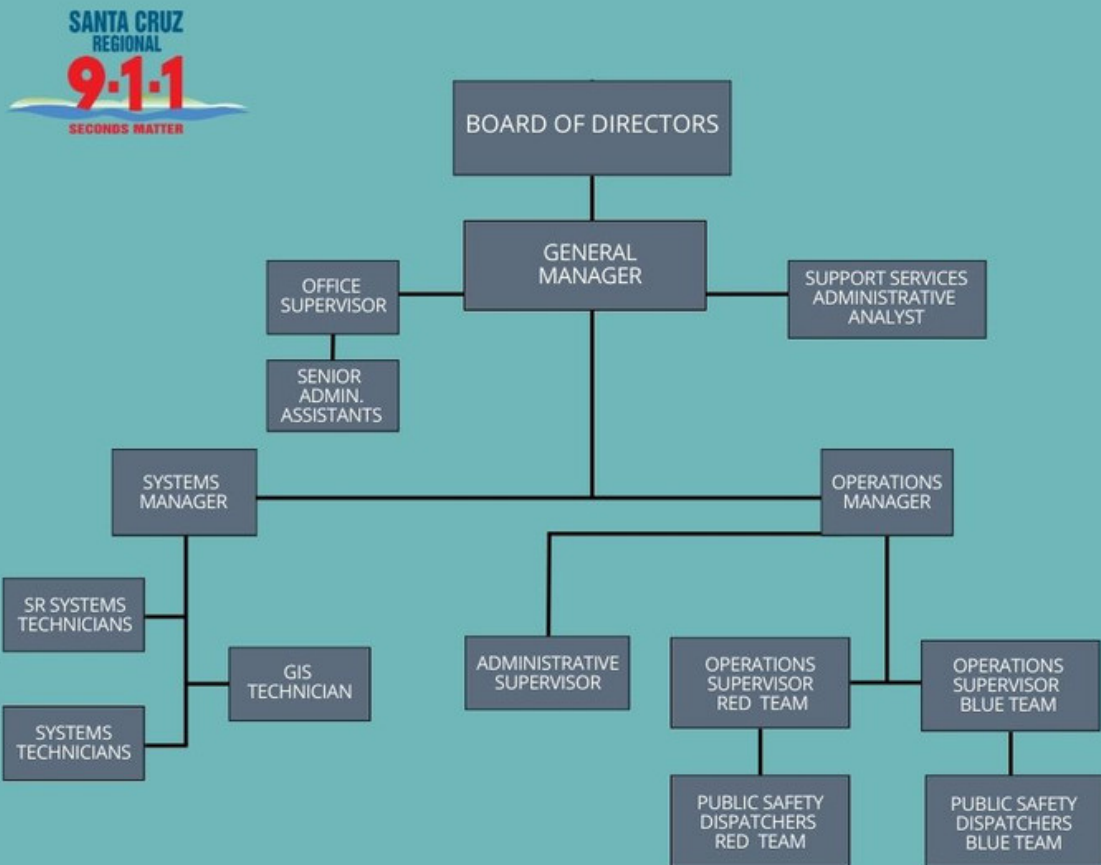 SANTA CRUZ
REGIONAL
9-1-1
SECONDS MATTER
BOARD OF DIRECTORS
GENERAL
MANAGER
OFFICE
SUPERVISOR
SUPPORT SERVICES
ADMINISTRATIVE
ANALYST
SENIOR
ADMIN.
ASSISTANTS
SYSTEMS
MANAGER
OPERATIONS
MANAGER
SR SYSTEMS
TECHNICIANS
GIS
TECHNICIAN
SYSTEMS
TECHNICIANS
ADMINISTRATIVE
SUPERVISOR
OPERATIONS
SUPERVISOR
RED TEAM
OPERATIONS
SUPERVISOR
BLUE TEAM
PUBLIC SAFETY
DISPATCHERS
RED TEAM
PUBLIC SAFETY
DISPATCHERS
BLUE TEAM